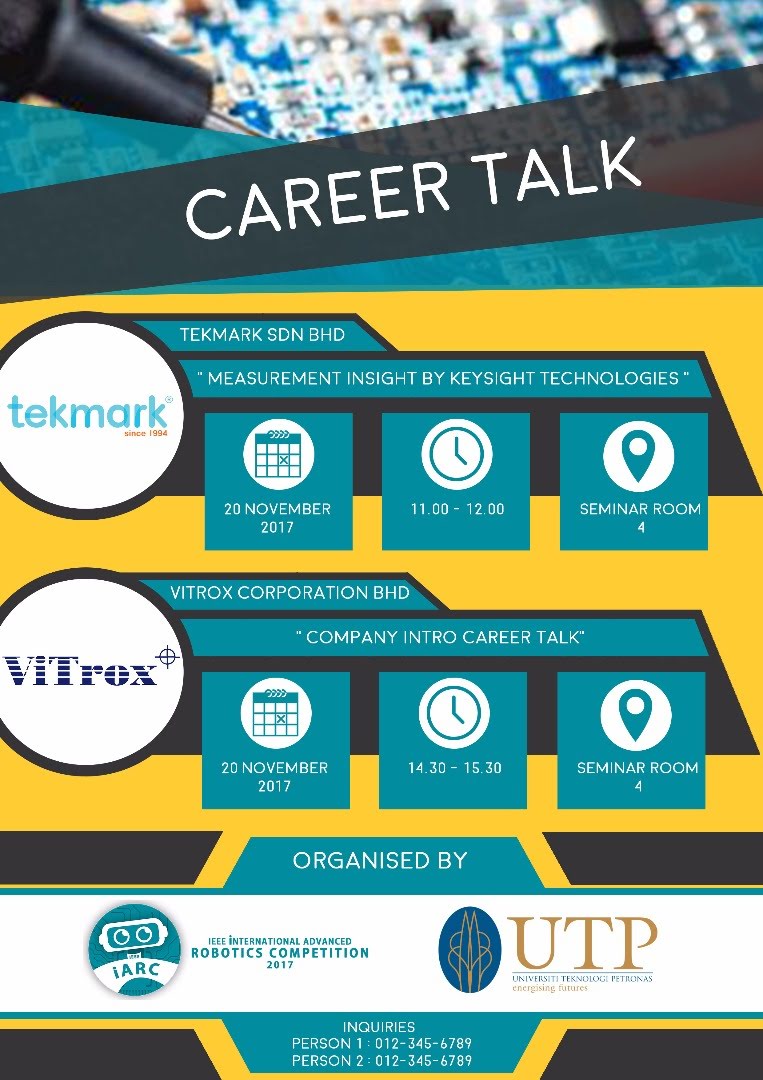 CAREER TALK
TEKMARK SDN BHD
tekmark®
since 1994
" MEASUREMENT INSIGHT BY KEYSIGHT TECHNOLOGIES "
20 NOVEMBER
2017
11.00 - 12.00
SEMINAR ROOM
4
VITROX CORPORATION BHD
ViTrox
" COMPANY INTRO CAREER TALK"
20 NOVEMBER
2017
14.30 - 15.30
SEMINAR ROOM
4
ORGANISED BY
iARC
IEEE INTERNATIONAL ADVANCED
ROBOTICS COMPETITION
2017
UTP
UNIVERSITI TEKNOLOGI PETRONAS
energising futures
INQUIRIES
PERSON 1 : 012-345-6789
PERSON 2 : 012-345-6789